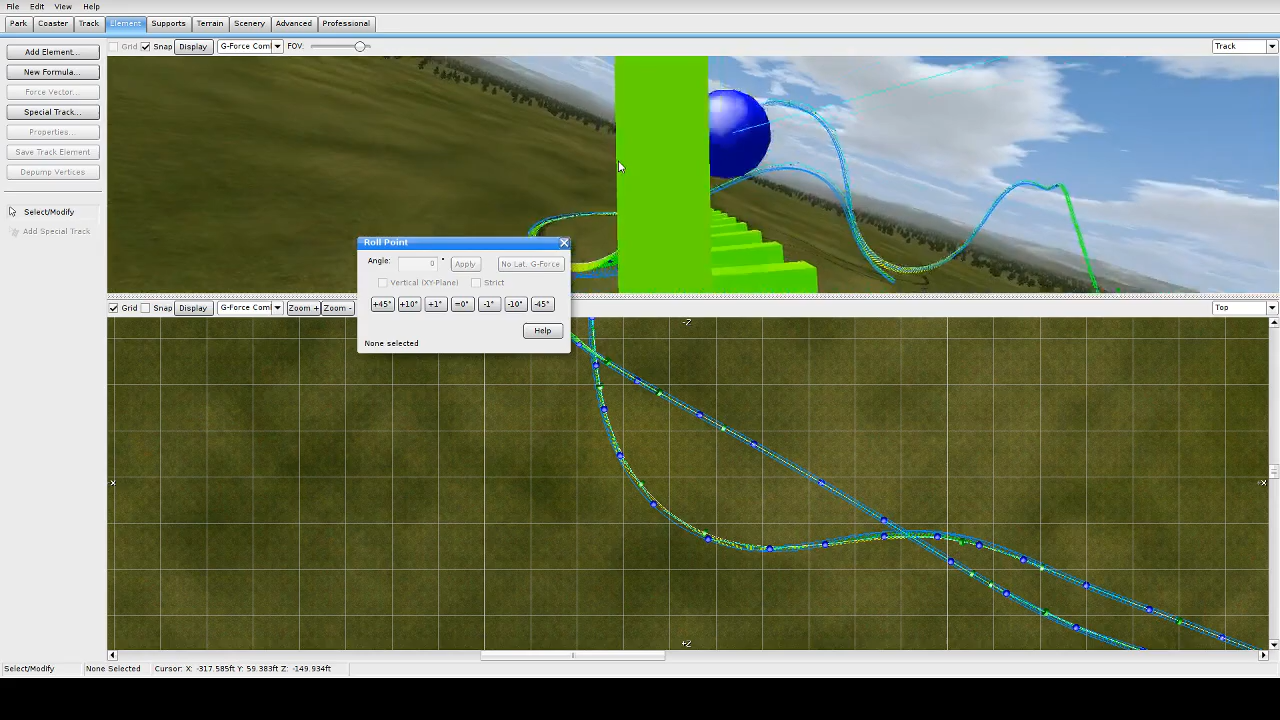 File Edit View Help
Park Coaster Track Element Supports Terrain Scenery Advanced Professional
Add Element...
Grid Snap Display G-Force Com FOV: Track
New Formula...
Force Vector...
Special Track...
Properties...
Save Track Element
Depump Vertices
Select/Modify
Add Special Track
Roll Point
Angle: 0 ° Apply No Lat. G-Force
Vertical (XY-Plane) Strict
+45° +10° +1° =0° -1° -10° -45°
Help
None selected
Grid Snap Display G-Force Com Zoom + Zoom - Top
-Z
-X
+Z
Select/Modify None Selected Cursor: X: -317.585ft Y: 59.383ft Z: -149.934ft